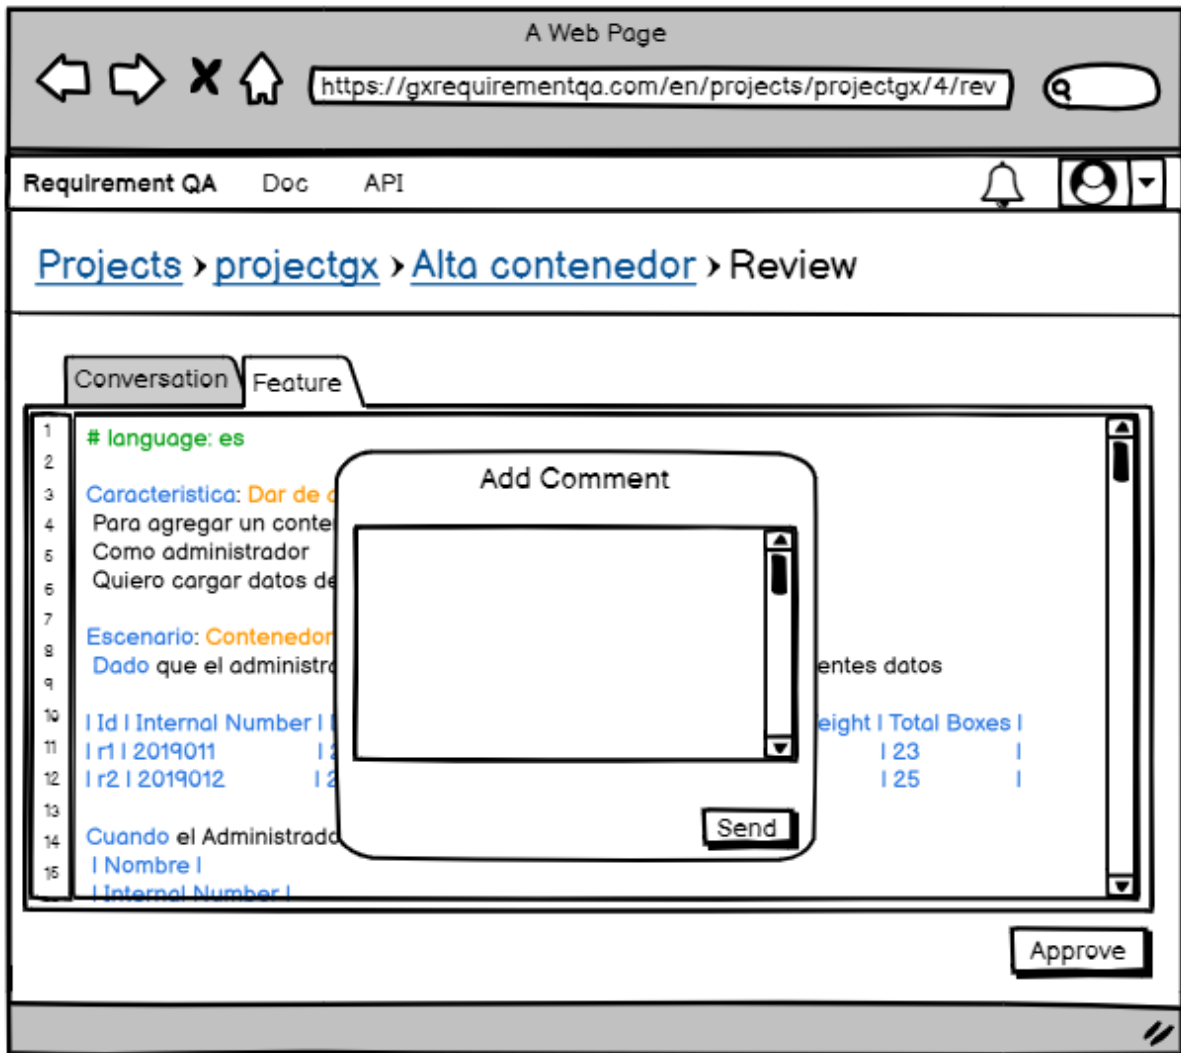 A Web Page
https://gxrequirementqa.com/en/projects/projectgx/4/rev
Requirement QA Doc API
Projects › projectgx › Alta contenedor › Review
Conversation Feature
1 # language: es
2
3 Caracteristica: Dar de
4 Para agregar un conte
5 Como administrador
6 Quiero cargar datos de
7
8 Escenario: Contenedor
9 Dado que el administra entes datos
10 | Id | Internal Number | eight | Total Boxes |
11 | r1 | 2019011 | 2 | 23 |
12 | r2 | 2019012 | 2 | 25 |
13
14 Cuando el Administrado
15 | Nombre |
| Internal Number |
Add Comment
Send
Approve